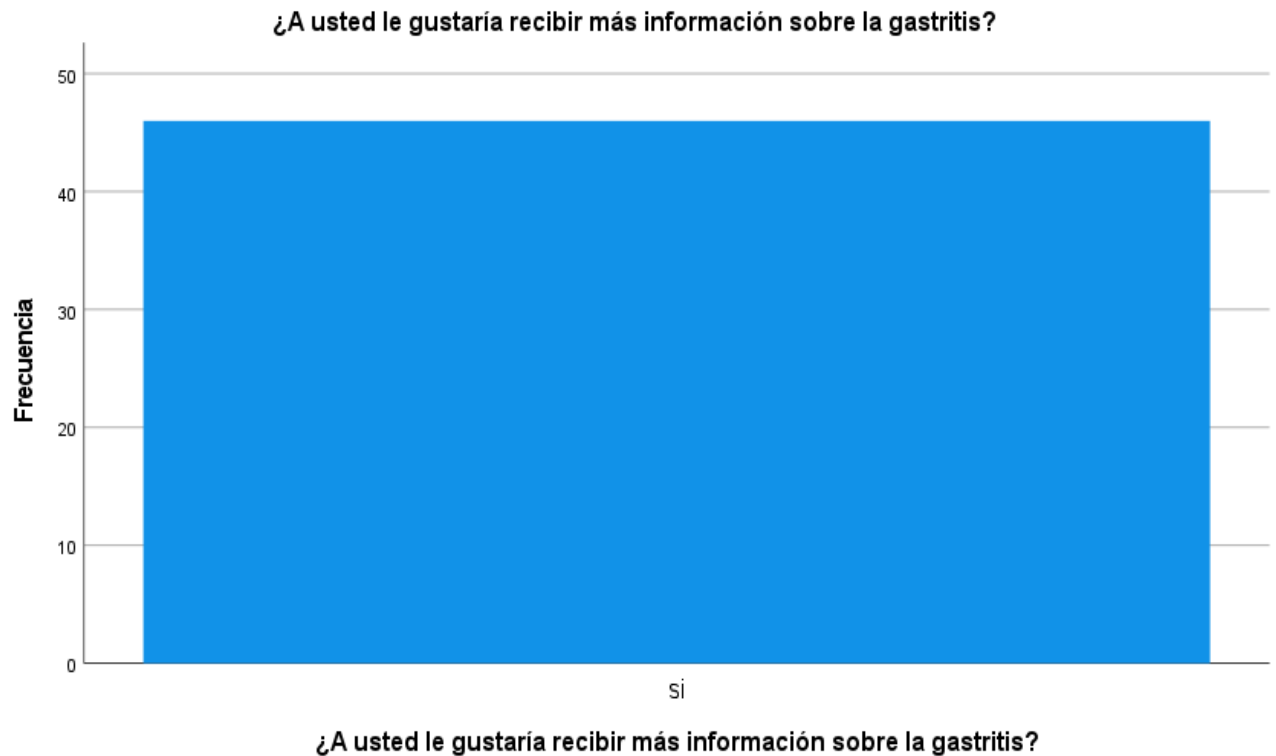 ¿A usted le gustaría recibir más información sobre la gastritis?
50
40
30
20
10
0
Frecuencia
si
¿A usted le gustaría recibir más información sobre la gastritis?